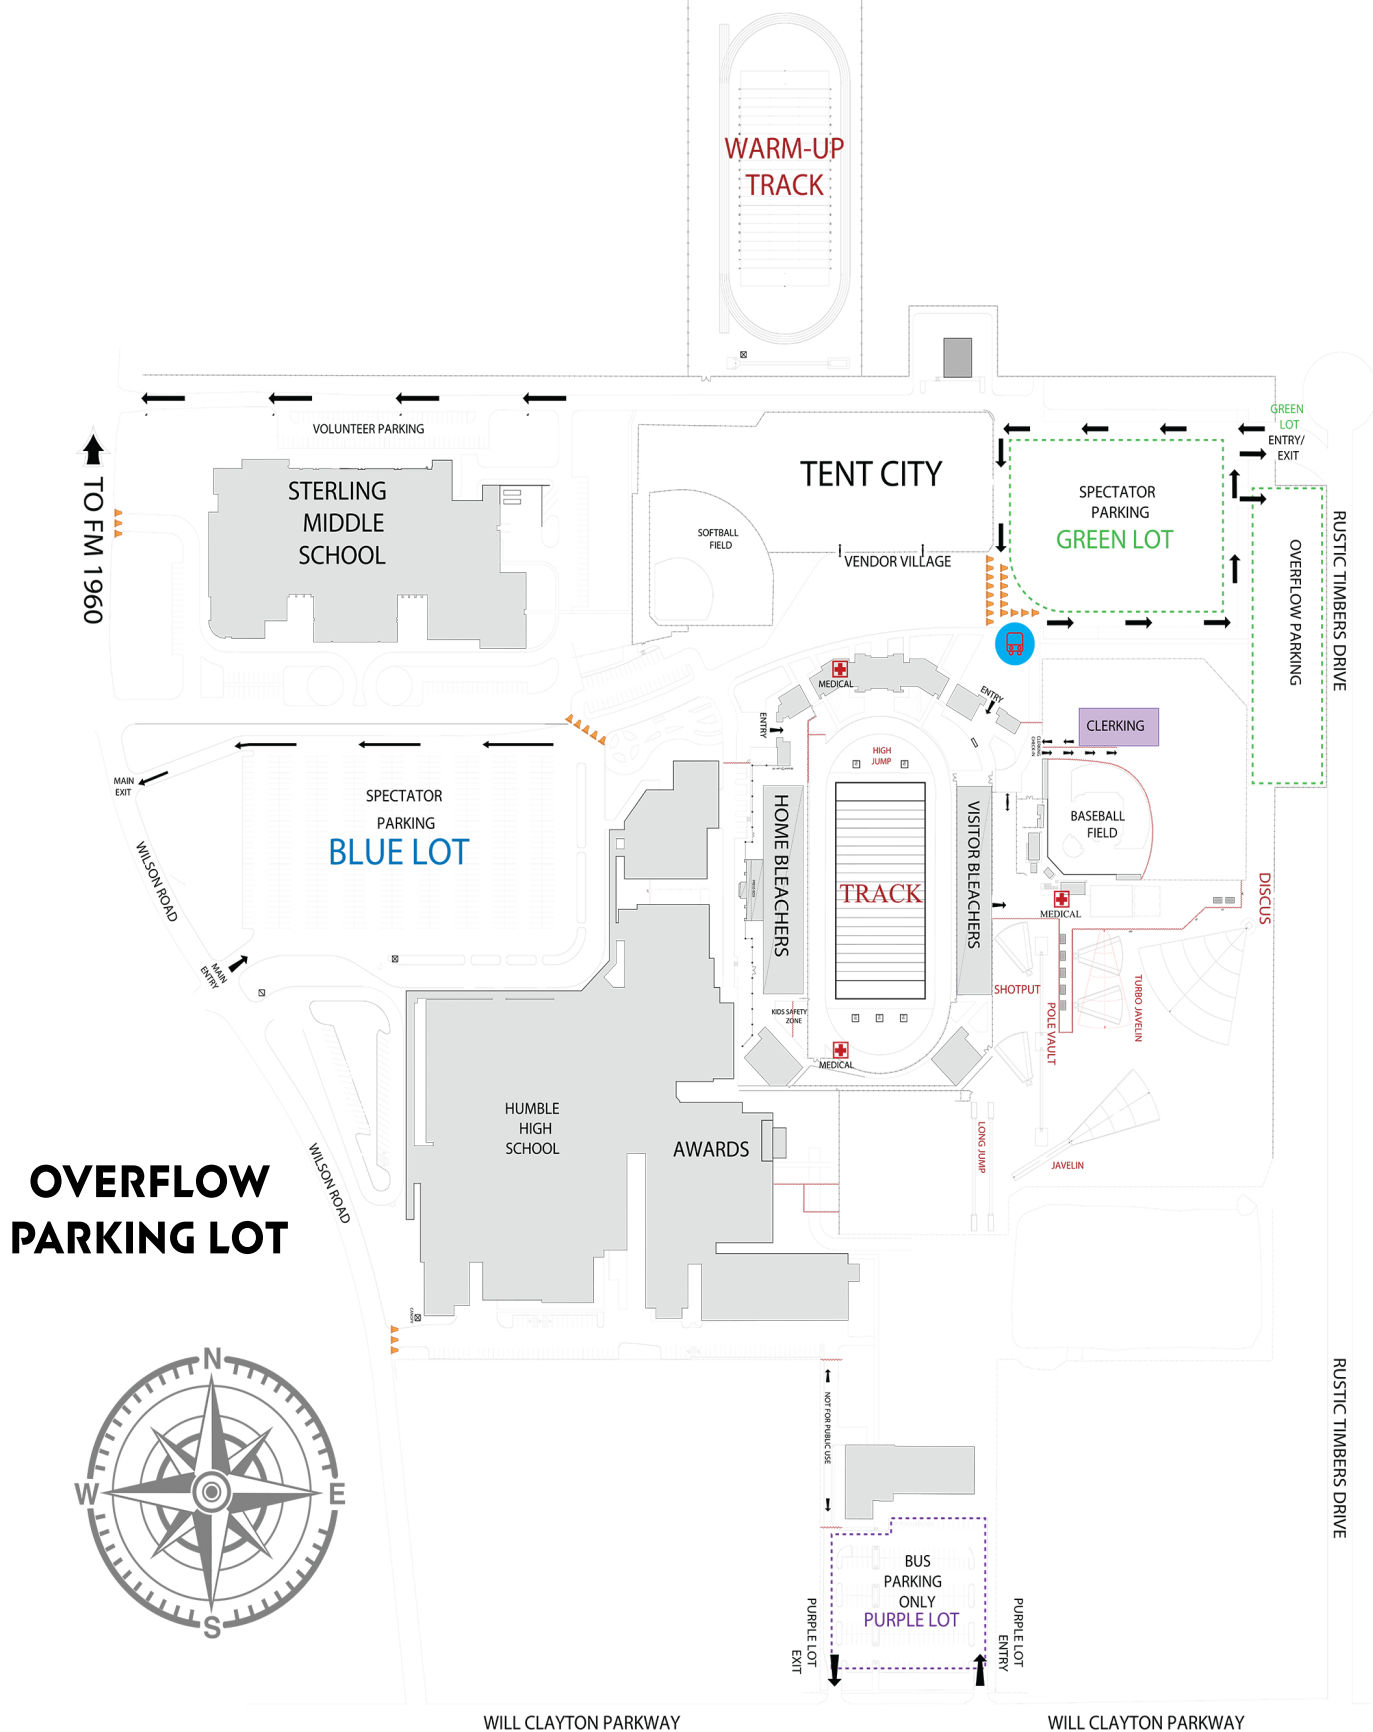 WARM-UP
TRACK
GREEN
LOT
ENTRY/
EXIT
VOLUNTEER PARKING
TO FM 1960
STERLING
MIDDLE
SCHOOL
TENT CITY
SOFTBALL
FIELD
VENDOR VILLAGE
SPECTATOR
PARKING
GREEN LOT
OVERFLOW PARKING
RUSTIC TIMBERS DRIVE
MEDICAL
ENTRY
ENTRY
CLERKING
CLERKING
CHECK-IN
HIGH
JUMP
MAIN
EXIT
SPECTATOR
PARKING
BLUE LOT
WILSON ROAD
MAIN
ENTRY
HOME BLEACHERS
VISITOR BLEACHERS
TRACK
BASEBALL
FIELD
MEDICAL
DISCUS
SHOTPUT
POLE VAULT
TURBO JAVELIN
KIDS SAFETY
ZONE
MEDICAL
HUMBLE
HIGH
SCHOOL
AWARDS
LONG JUMP
JAVELIN
WILSON ROAD
OVERFLOW
PARKING LOT
CANOPY
N
W
E
S
NOT FOR PUBLIC USE
RUSTIC TIMBERS DRIVE
BUS
PARKING
ONLY
PURPLE LOT
PURPLE LOT
EXIT
PURPLE LOT
ENTRY
WILL CLAYTON PARKWAY
WILL CLAYTON PARKWAY